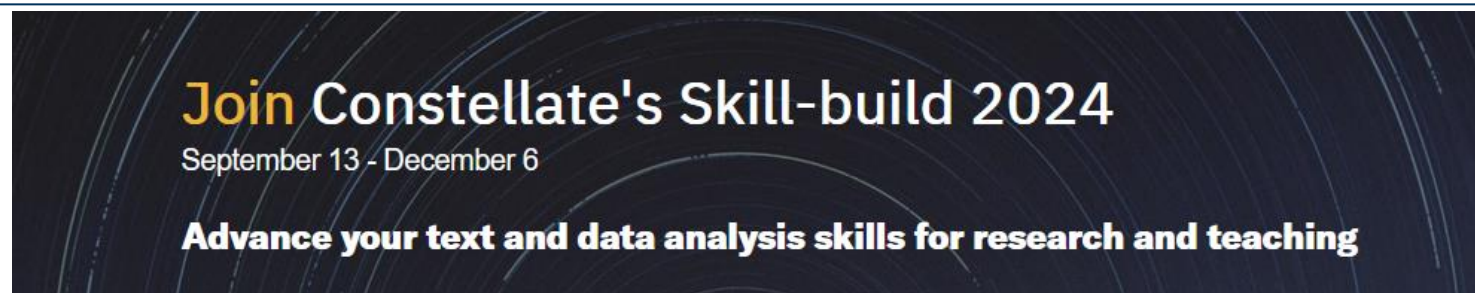 Join Constellate's Skill-build 2024
September 13 - December 6
Advance your text and data analysis skills for research and teaching